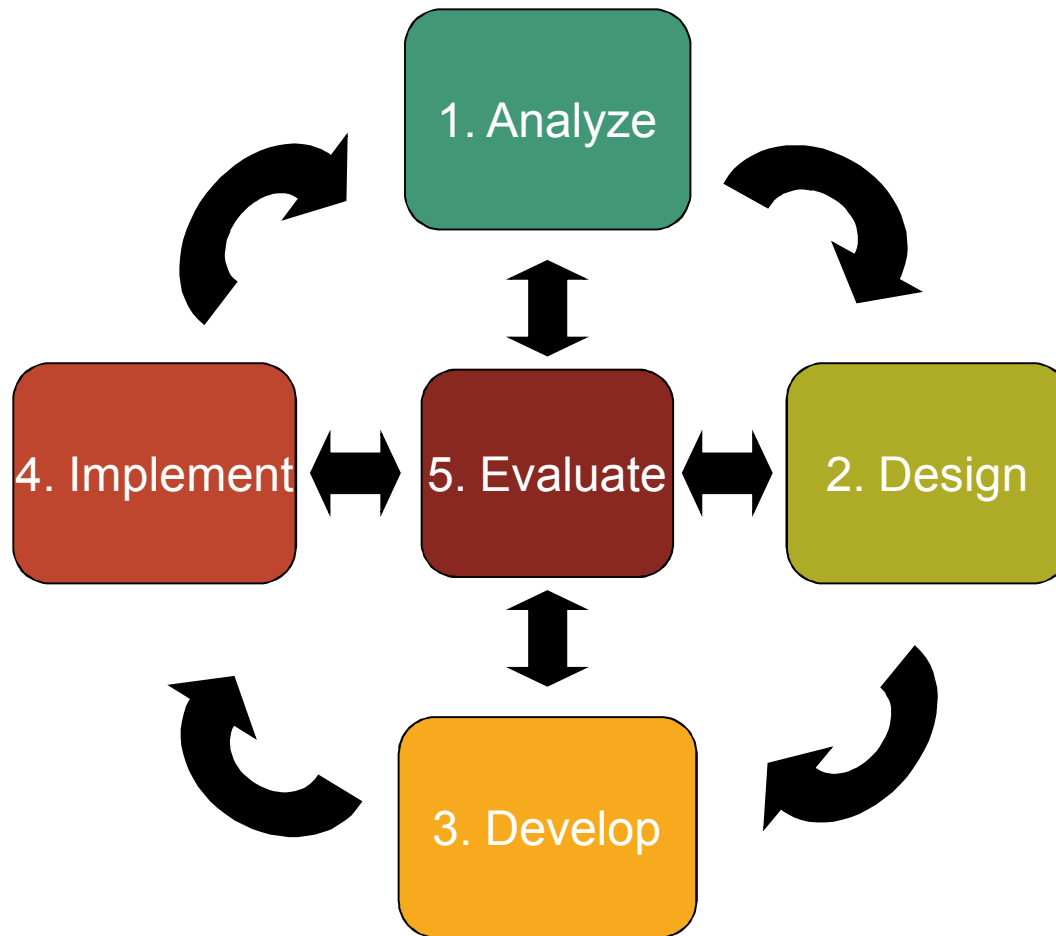 1. Analyze
4. Implement
5. Evaluate
2. Design
3. Develop